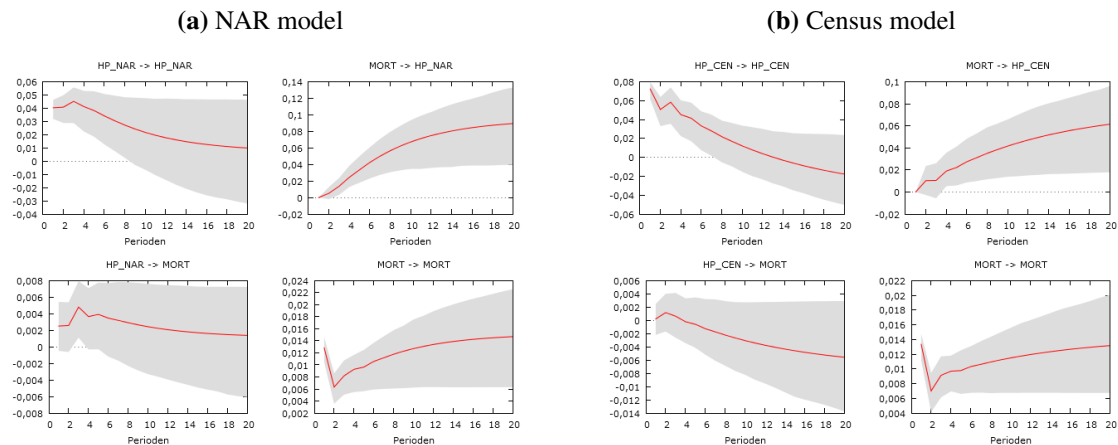 (a) NAR model
(b) Census model
HP_NAR -> HP_NAR
0,06
0,05
0,04
0,03
0,02
0,01
0
-0,01
-0,02
-0,03
-0,04
0 2 4 6 8 10 12 14 16 18 20
Perioden
MORT -> HP_NAR
0,14
0,12
0,1
0,08
0,06
0,04
0,02
0
-0,02
0 2 4 6 8 10 12 14 16 18 20
Perioden
HP_CEN -> HP_CEN
0,08
0,06
0,04
0,02
0
-0,02
-0,04
-0,06
0 2 4 6 8 10 12 14 16 18 20
Perioden
MORT -> HP_CEN
0,1
0,08
0,06
0,04
0,02
0
-0,02
0 2 4 6 8 10 12 14 16 18 20
Perioden
HP_NAR -> MORT
0,008
0,006
0,004
0,002
0
-0,002
-0,004
-0,006
-0,008
0 2 4 6 8 10 12 14 16 18 20
Perioden
MORT -> MORT
0,024
0,022
0,02
0,018
0,016
0,014
0,012
0,01
0,008
0,006
0,004
0,002
0 2 4 6 8 10 12 14 16 18 20
Perioden
HP_CEN -> MORT
0,006
0,004
0,002
0
-0,002
-0,004
-0,006
-0,008
-0,01
-0,012
-0,014
0 2 4 6 8 10 12 14 16 18 20
Perioden
MORT -> MORT
0,022
0,02
0,018
0,016
0,014
0,012
0,01
0,008
0,006
0,004
0 2 4 6 8 10 12 14 16 18 20
Perioden